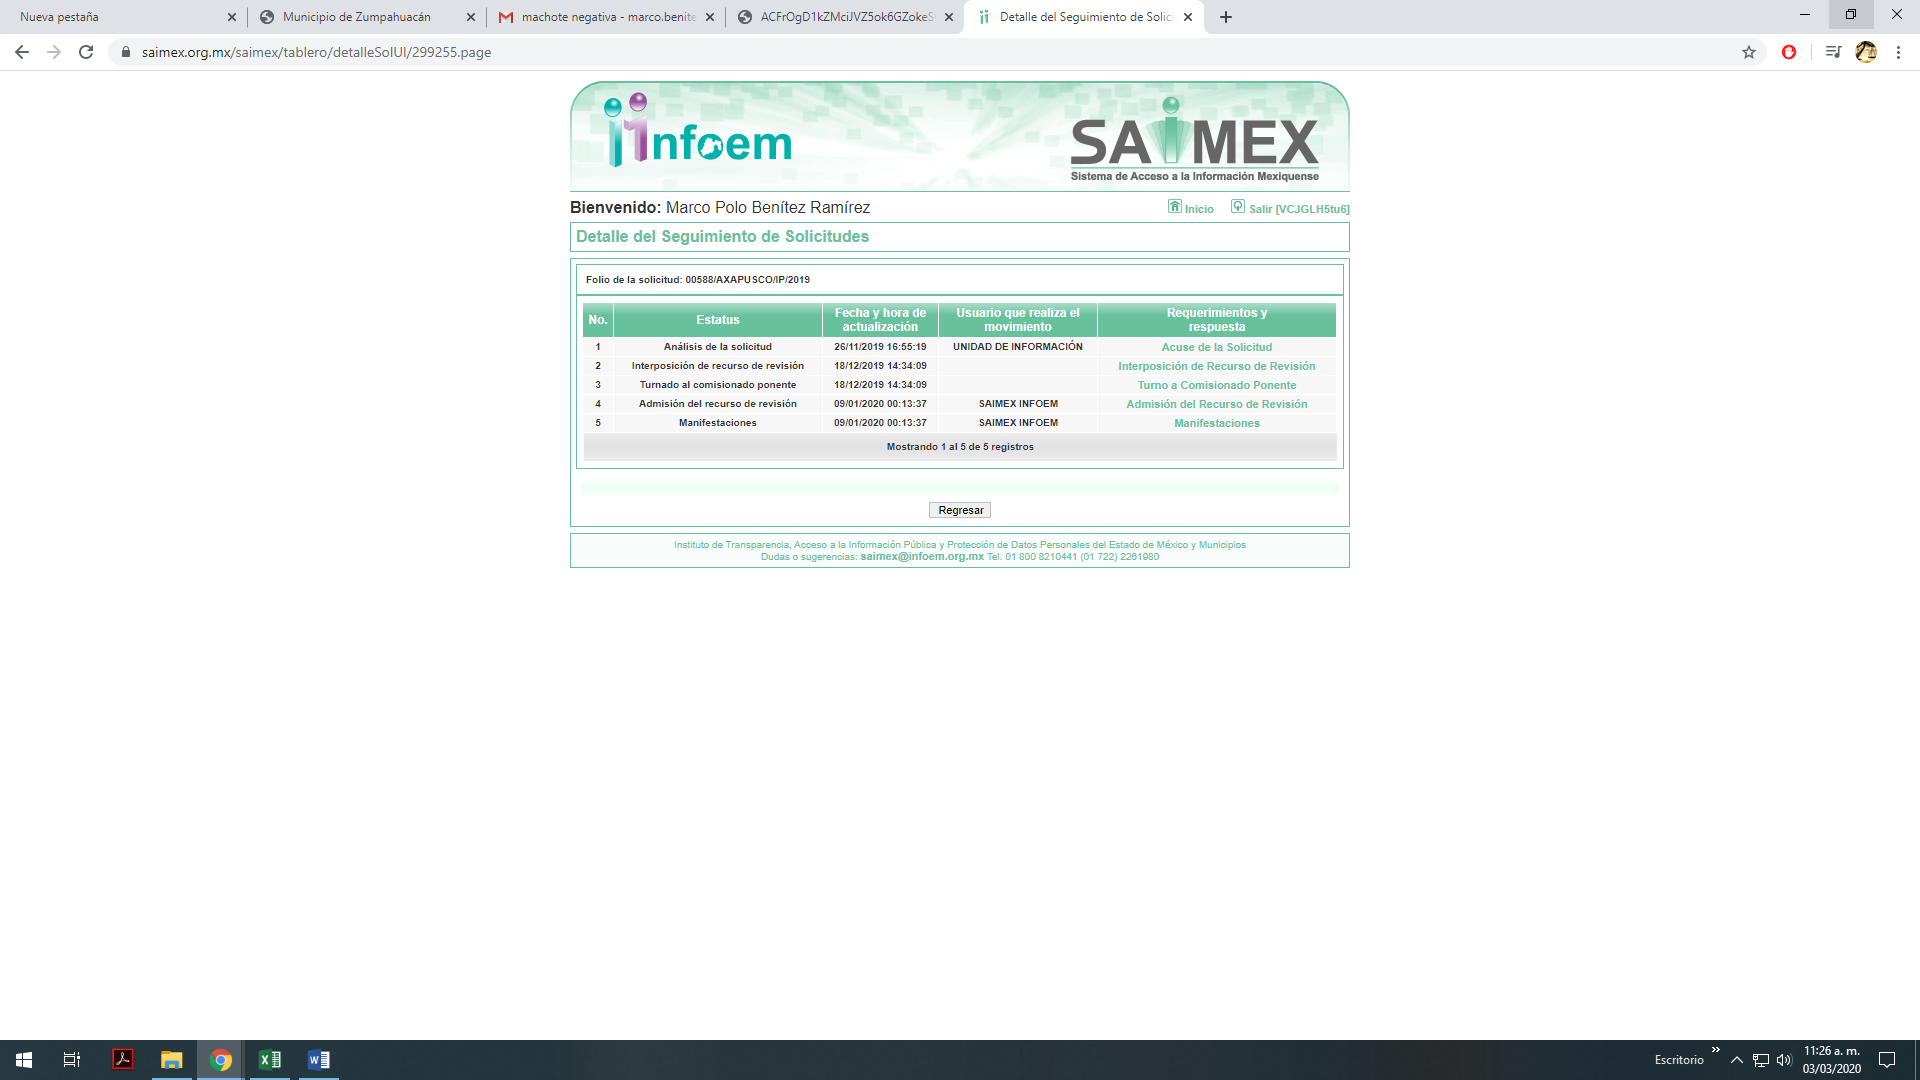 Nueva pestaña
Municipio de Zumpahuacán
machote negativa - marco.benite
ACFrOgD1kZMciJVZ5ok6GZokeS
Detalle del Seguimiento de Solic
saimex.org.mx/saimex/tablero/detalleSolUI/299255.page
infoem
SAIMEX
Sistema de Acceso a la Información Mexiquense
Bienvenido: Marco Polo Benítez Ramírez
Inicio
Salir [VCJGLH5tu6]
Detalle del Seguimiento de Solicitudes
Folio de la solicitud: 00588/AXAPUSCO/IP/2019
No. Estatus Fecha y hora de actualización Usuario que realiza el movimiento Requerimientos y respuesta
1 Análisis de la solicitud 26/11/2019 16:55:19 UNIDAD DE INFORMACIÓN Acuse de la Solicitud
2 Interposición de recurso de revisión 18/12/2019 14:34:09 Interposición de Recurso de Revisión
3 Turnado al comisionado ponente 18/12/2019 14:34:09 Turno a Comisionado Ponente
4 Admisión del recurso de revisión 09/01/2020 00:13:37 SAIMEX INFOEM Admisión del Recurso de Revisión
5 Manifestaciones 09/01/2020 00:13:37 SAIMEX INFOEM Manifestaciones
Mostrando 1 al 5 de 5 registros
Regresar
Instituto de Transparencia, Acceso a la Información Pública y Protección de Datos Personales del Estado de México y Municipios
Dudas o sugerencias: saimex@infoem.org.mx Tel. 01 800 8210441 (01 722) 2261980
Escritorio
11:26 a. m.
03/03/2020